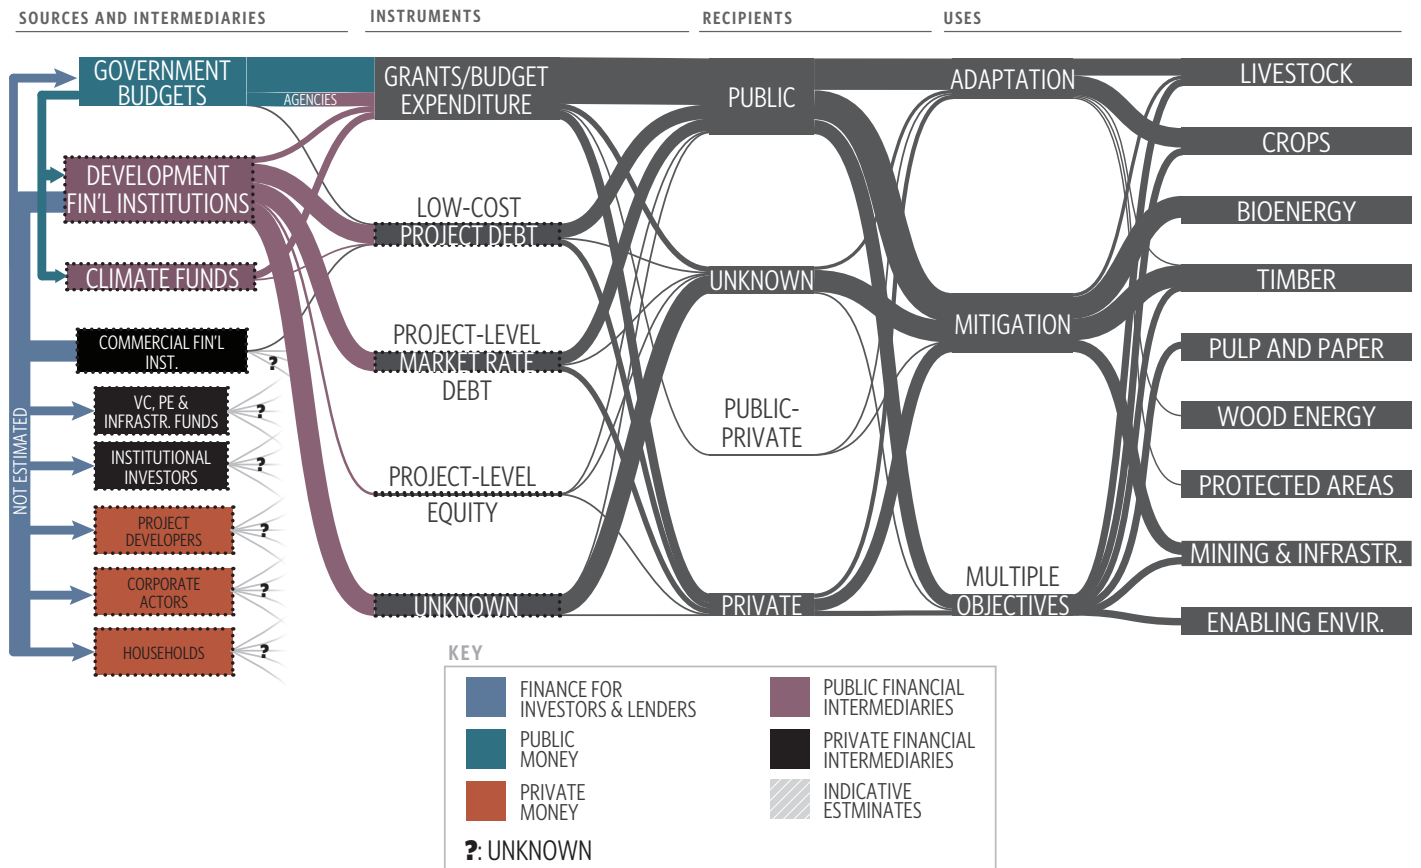 SOURCES AND INTERMEDIARIES
INSTRUMENTS
RECIPIENTS
USES
GOVERNMENT
BUDGETS
AGENCIES
DEVELOPMENT
FIN'L INSTITUTIONS
CLIMATE FUNDS
COMMERCIAL FIN'L
INST.
?
VC, PE &
INFRASTR. FUNDS
?
INSTITUTIONAL
INVESTORS
?
PROJECT
DEVELOPERS
?
CORPORATE
ACTORS
?
HOUSEHOLDS
?
NOT ESTIMATED
GRANTS/BUDGET
EXPENDITURE
LOW-COST
PROJECT DEBT
PROJECT-LEVEL
MARKET RATE
DEBT
PROJECT-LEVEL
EQUITY
UNKNOWN
PUBLIC
UNKNOWN
PUBLIC-
PRIVATE
PRIVATE
ADAPTATION
MITIGATION
MULTIPLE
OBJECTIVES
LIVESTOCK
CROPS
BIOENERGY
TIMBER
PULP AND PAPER
WOOD ENERGY
PROTECTED AREAS
MINING & INFRASTR.
ENABLING ENVIR.
KEY
FINANCE FOR
INVESTORS & LENDERS
PUBLIC
MONEY
PRIVATE
MONEY
?: UNKNOWN
PUBLIC FINANCIAL
INTERMEDIARIES
PRIVATE FINANCIAL
INTERMEDIARIES
INDICATIVE
ESTMINATES